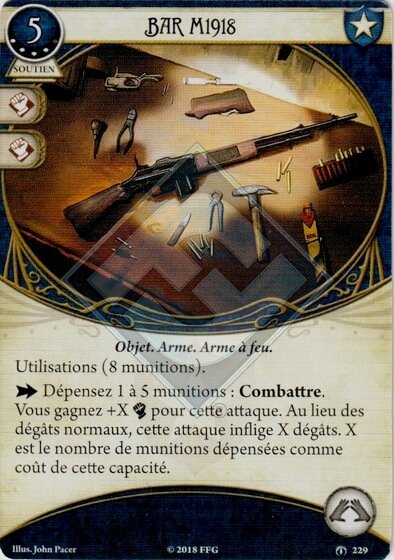 5
BAR M1918
SOUTIEN
Objet. Arme. Arme à feu.
Utilisations (8 munitions).
Dépensez 1 à 5 munitions : Combattre.
Vous gagnez +X pour cette attaque. Au lieu des
dégâts normaux, cette attaque inflige X dégâts. X
est le nombre de munitions dépensées comme
coût de cette capacité.
Illus. John Pacer
© 2018 FFG
229